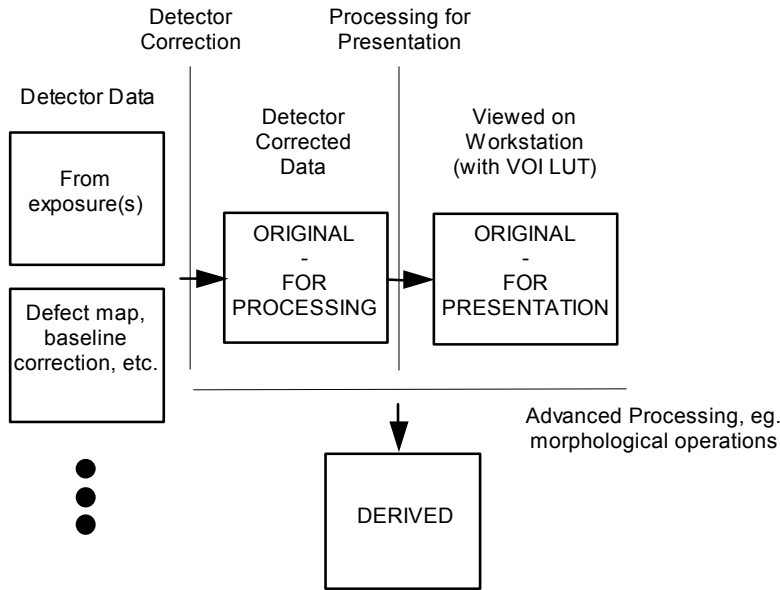 Detector
Correction
Processing for
Presentation
Detector Data
Detector
Corrected
Data
Viewed on
Workstation
(with VOI LUT)
From
exposure(s)
ORIGINAL
-
FOR
PROCESSING
ORIGINAL
-
FOR
PRESENTATION
Defect map,
baseline
correction, etc.
Advanced Processing, eg.
morphological operations
DERIVED